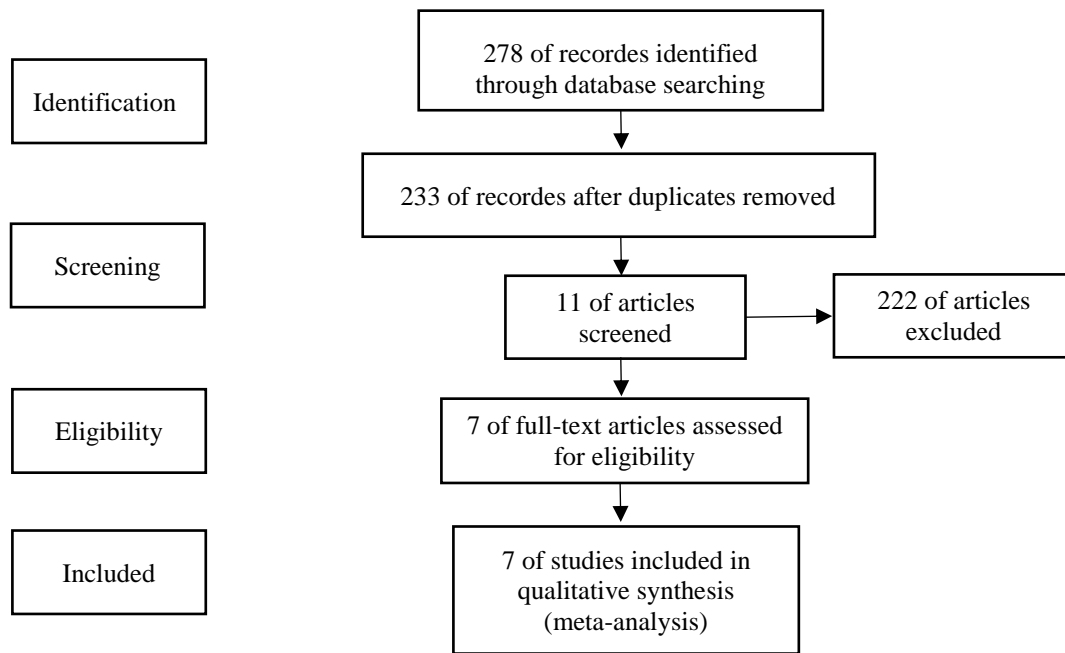 Identification
278 of recordes identified
through database searching
233 of recordes after duplicates removed
Screening
11 of articles
screened
222 of articles
excluded
Eligibility
7 of full-text articles assessed
for eligibility
Included
7 of studies included in
qualitative synthesis
(meta-analysis)